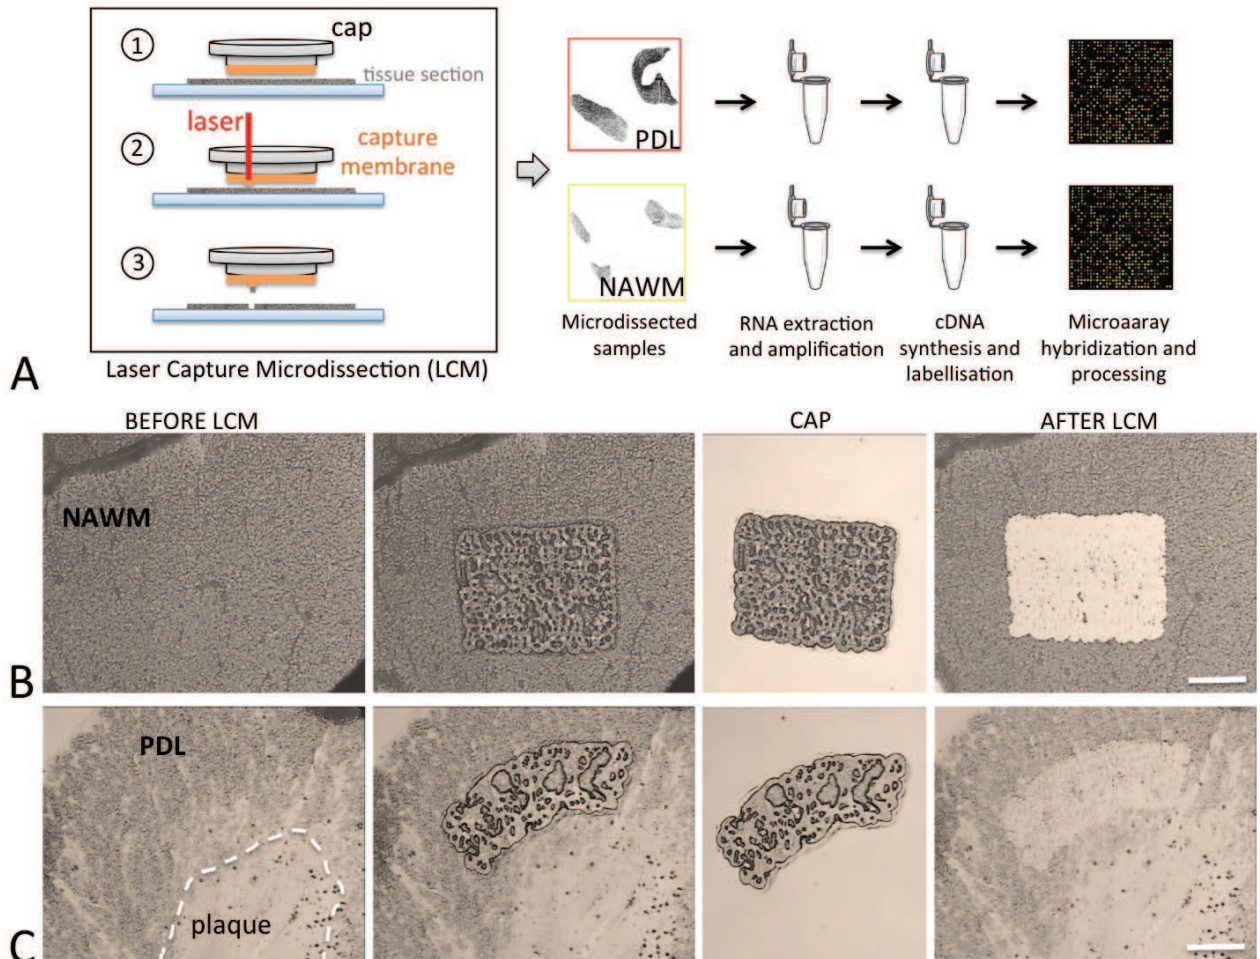 1
cap
tissue section
laser
2
capture
membrane
3
A
Laser Capture Microdissection (LCM)
PDL
NAWM
Microdissected
samples
RNA extraction
and amplification
cDNA
synthesis and
labellisation
Microaaray
hybridization and
processing
BEFORE LCM
CAP
AFTER LCM
NAWM
B
PDL
plaque
C